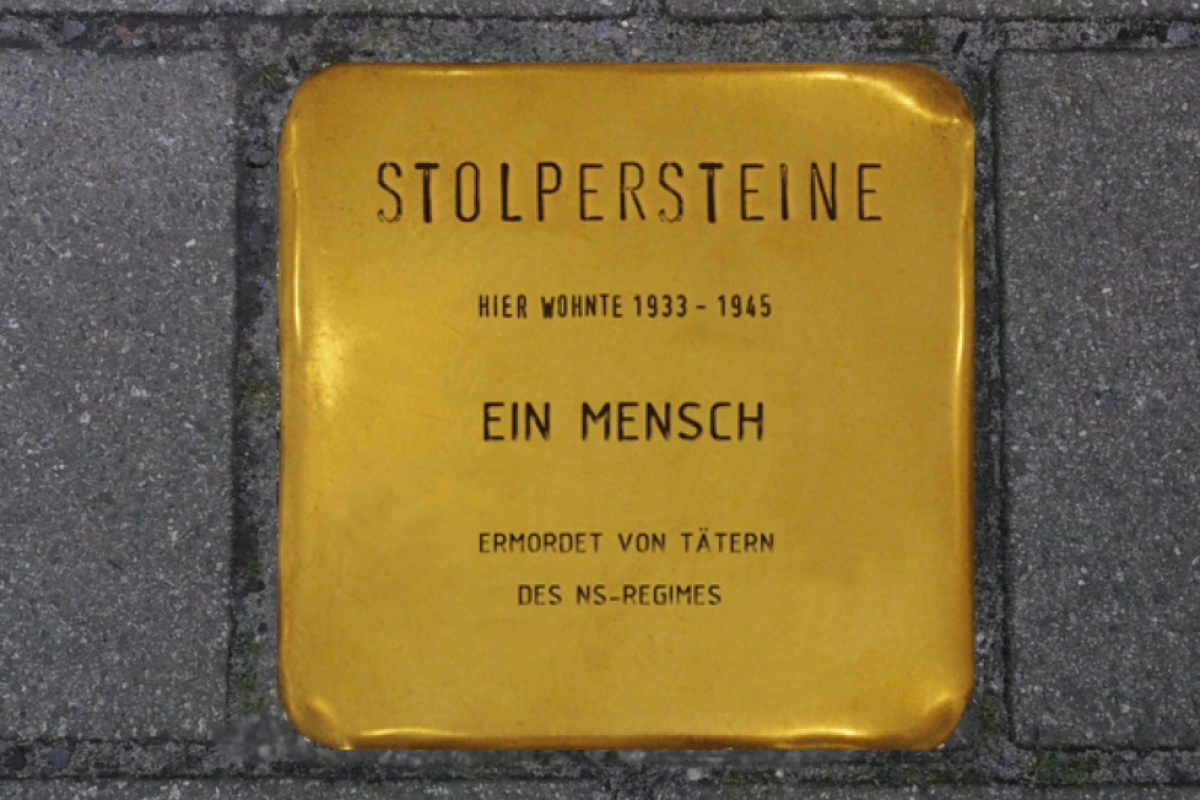 STOLPERSTEINE
HIER WOHNTE 1933 - 1945
EIN MENSCH
ERMORDET VON TÄTERN
DES NS-REGIMES